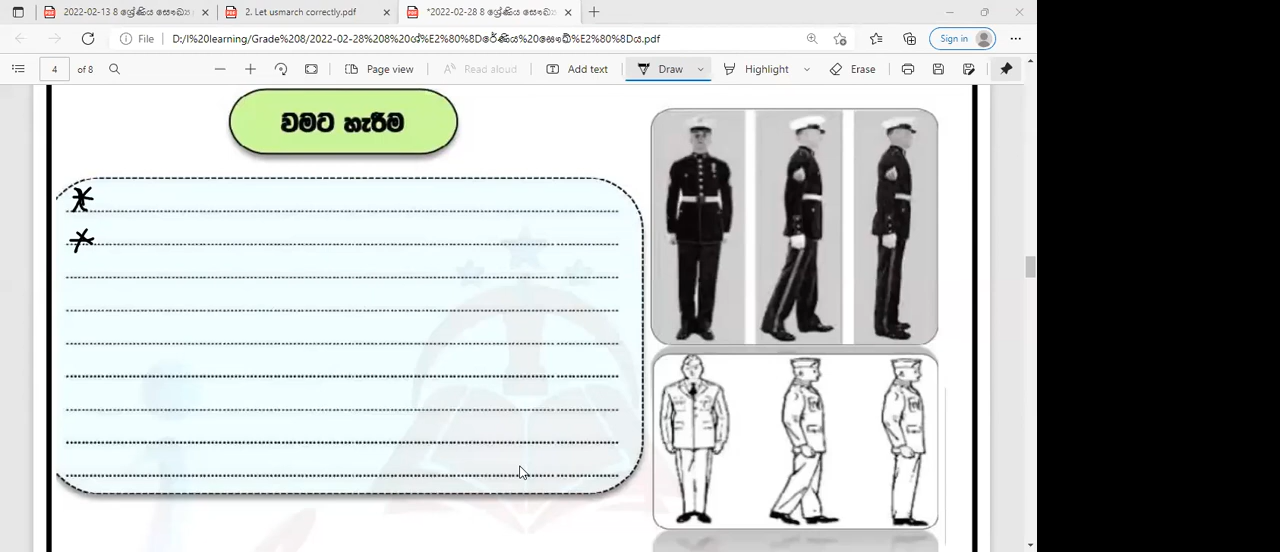 2022-02-13 8 ශ්‍රේණිය සෞඛ්‍ය
2. Let usmarch correctly.pdf
*2022-02-28 8 ශ්‍රේණිය සෞඛ්‍ය
File
D:/I%20learning/Grade%208/2022-02-28%208%20ශ්%E2%80%8Dරේණිය%20සෞඛ්%E2%80%8Dය.pdf
Sign in
4 of 8
Page view
Read aloud
Add text
Draw
Highlight
Erase
වමට හැරීම